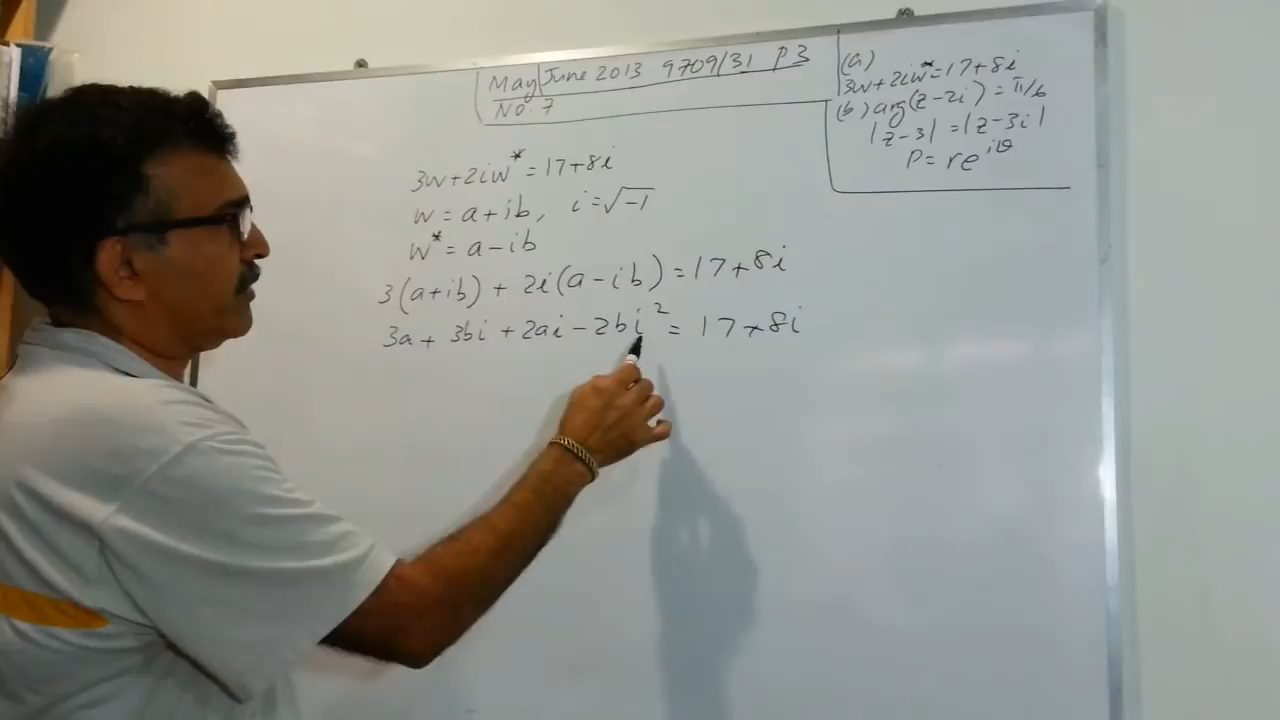 May/June 2013 9709/31 P3
No. 7
(a)
3w+2iw*=17+8i
(b) arg(z-2i) = π/6
|z-3| = |z-3i|
P= re^{iθ}
3w+2iw* = 17+8i
w = a+ib, i=√-1
w* = a-ib
3(a+ib) + 2i(a-ib) = 17+8i
3a + 3bi + 2ai - 2bi² = 17+8i